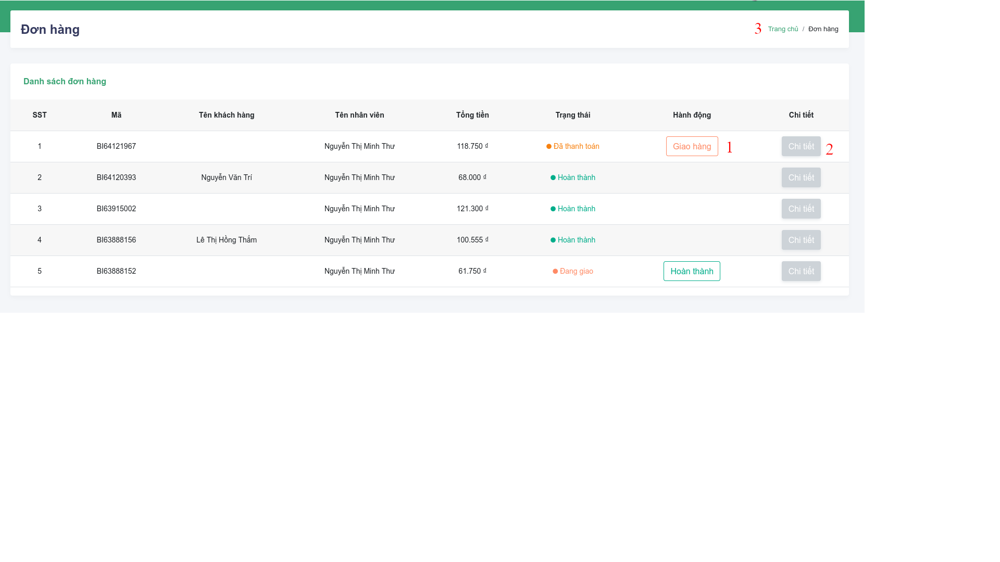 Đơn hàng
3 Trang chủ / Đơn hàng
Danh sách đơn hàng
SST Mã Tên khách hàng Tên nhân viên Tổng tiền Trạng thái Hành động Chi tiết
1 BI64121967 Nguyễn Thị Minh Thư 118.750 ₫ Đã thanh toán Giao hàng 1 Chi tiết 2
2 BI64120393 Nguyễn Văn Trí Nguyễn Thị Minh Thư 68.000 ₫ Hoàn thành Chi tiết
3 BI63915002 Nguyễn Thị Minh Thư 121.300 ₫ Hoàn thành Chi tiết
4 BI63888156 Lê Thị Hồng Thắm Nguyễn Thị Minh Thư 100.555 ₫ Hoàn thành Chi tiết
5 BI63888152 Nguyễn Thị Minh Thư 61.750 ₫ Đang giao Hoàn thành Chi tiết